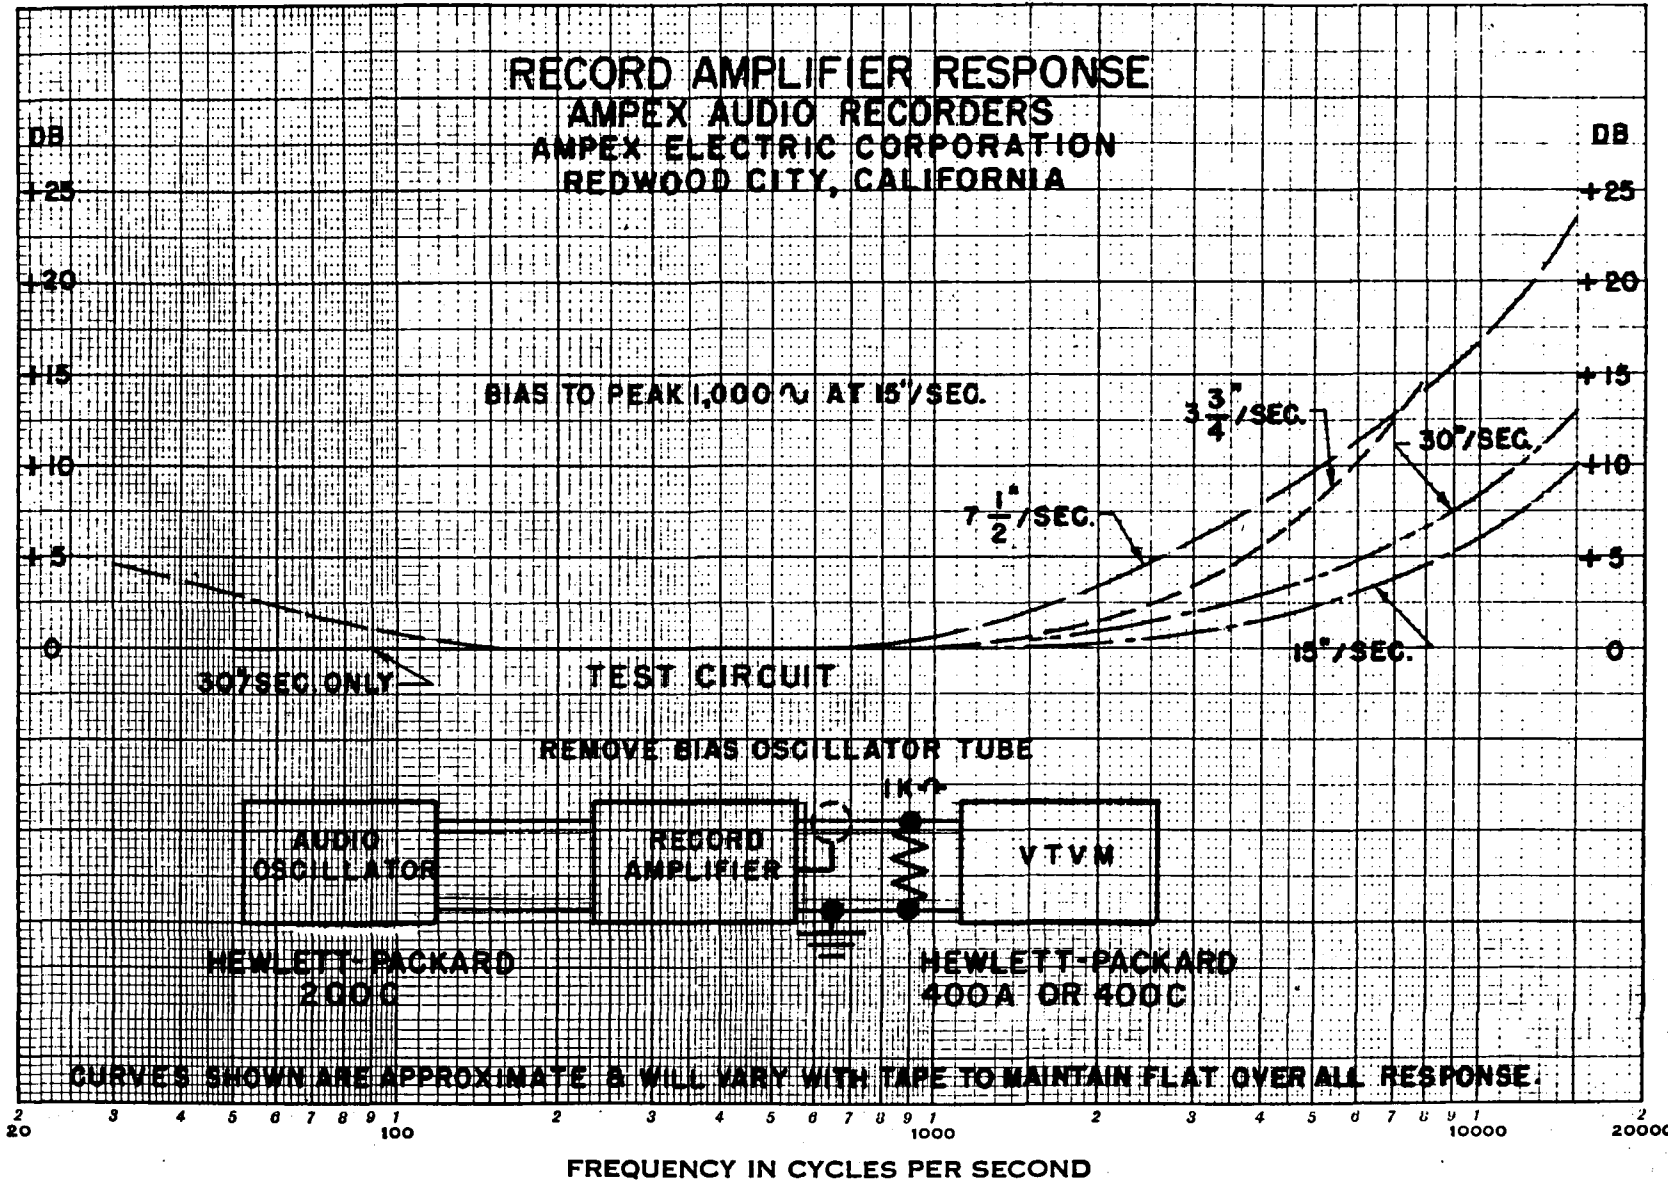 RECORD AMPLIFIER RESPONSE
AMPEX AUDIO RECORDERS
AMPEX ELECTRIC CORPORATION
REDWOOD CITY, CALIFORNIA
DB
+25
+20
+15
+10
+5
0
DB
+25
+20
+15
+10
+5
0
BIAS TO PEAK 1,000 ∿ AT 15"/SEC.
3 3/4"/SEC.
30"/SEC.
7 1/2"/SEC.
15"/SEC.
30"/SEC. ONLY
TEST CIRCUIT
REMOVE BIAS OSCILLATOR TUBE
1K Ω
AUDIO
OSCILLATOR
RECORD
AMPLIFIER
VTVM
HEWLETT-PACKARD
200C
HEWLETT-PACKARD
400A OR 400C
CURVES SHOWN ARE APPROXIMATE & WILL VARY WITH TAPE TO MAINTAIN FLAT OVER ALL RESPONSE.
2 3 4 5 6 7 8 9 1 2 3 4 5 6 7 8 9 1 2 3 4 5 6 7 8 9 1 2
20 100 1000 10000 20000
FREQUENCY IN CYCLES PER SECOND